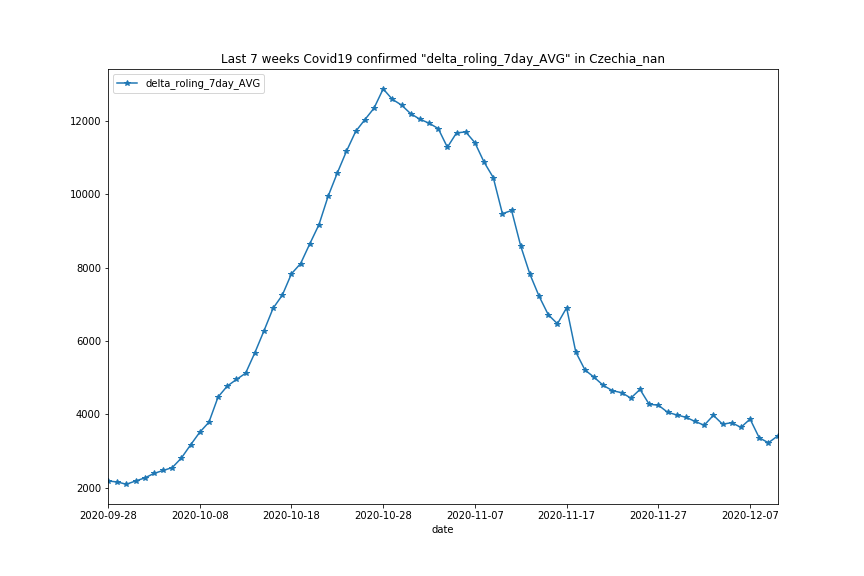 Last 7 weeks Covid19 confirmed "delta_roling_7day_AVG" in Czechia_nan
delta_roling_7day_AVG
12000
10000
8000
6000
4000
2000
2020-09-28 2020-10-08 2020-10-18 2020-10-28 2020-11-07 2020-11-17 2020-11-27 2020-12-07
date